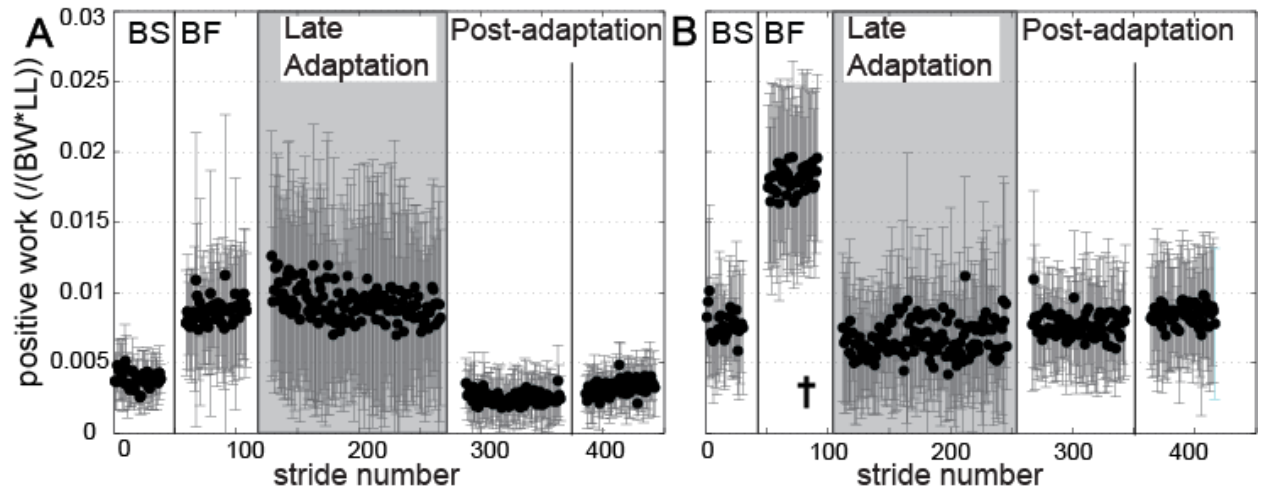 A BS BF Late Adaptation Post-adaptation
B BS BF Late Adaptation Post-adaptation
positive work (/(BW*LL))
0.03
0.025
0.02
0.015
0.01
0.005
0
†
0 100 200 300 400
0 100 200 300 400
stride number
stride number